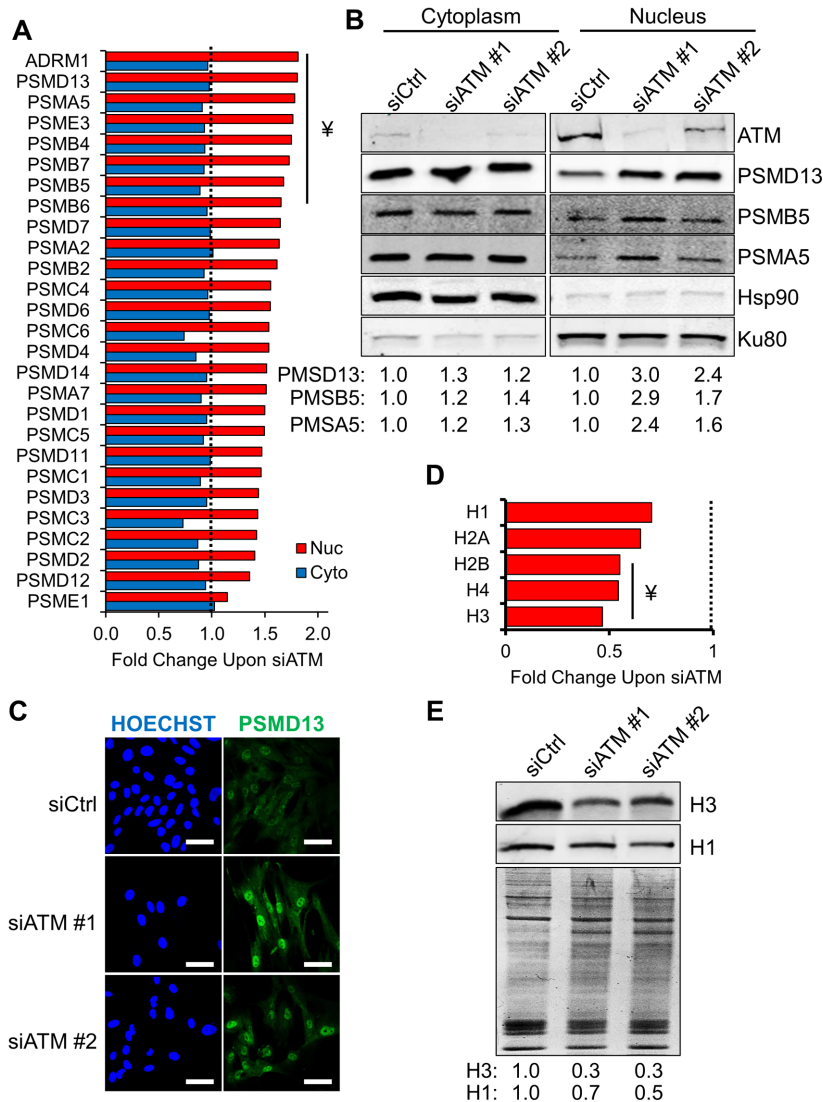 A
ADRM1
PSMD13
PSMA5
PSME3
PSMB4
PSMB7
PSMB5
PSMB6
PSMD7
PSMA2
PSMB2
PSMC4
PSMD6
PSMC6
PSMD4
PSMD14
PSMA7
PSMD1
PSMC5
PSMD11
PSMC1
PSMD3
PSMC3
PSMC2
PSMD2
PSMD12
PSME1
¥
Nuc
Cyto
0.0 0.5 1.0 1.5 2.0
Fold Change Upon siATM
B
Cytoplasm Nucleus
siCtrl siATM #1 siATM #2 siCtrl siATM #1 siATM #2
ATM
PSMD13
PSMB5
PSMA5
Hsp90
Ku80
PMSD13: 1.0 1.3 1.2 1.0 3.0 2.4
PMSB5: 1.0 1.2 1.4 1.0 2.9 1.7
PMSA5: 1.0 1.2 1.3 1.0 2.4 1.6
C
HOECHST PSMD13
siCtrl
siATM #1
siATM #2
D
H1
H2A
H2B
H4
H3
¥
0 0.5 1
Fold Change Upon siATM
E
siCtrl siATM #1 siATM #2
H3
H1
H3: 1.0 0.3 0.3
H1: 1.0 0.7 0.5